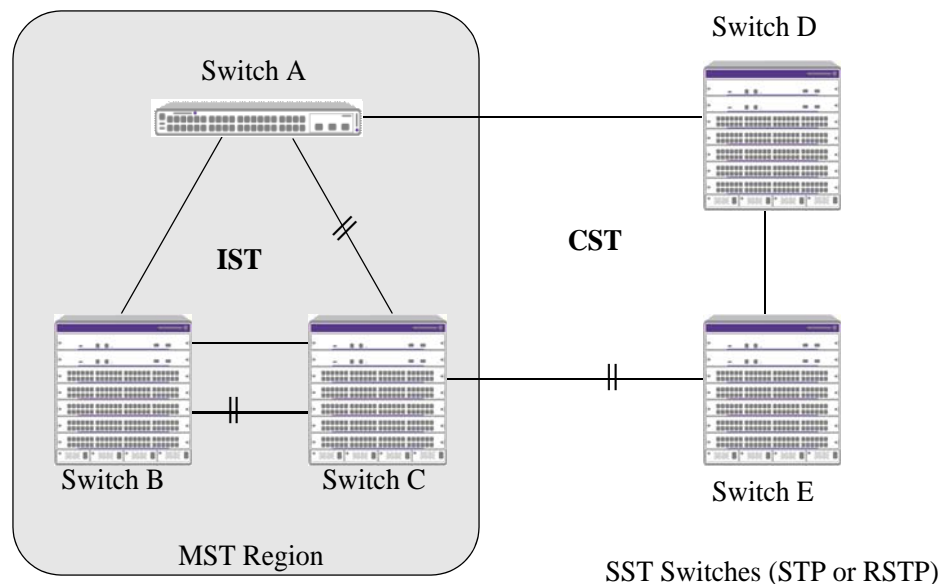 Switch D
Switch A
IST
CST
Switch B
Switch C
Switch E
MST Region
SST Switches (STP or RSTP)